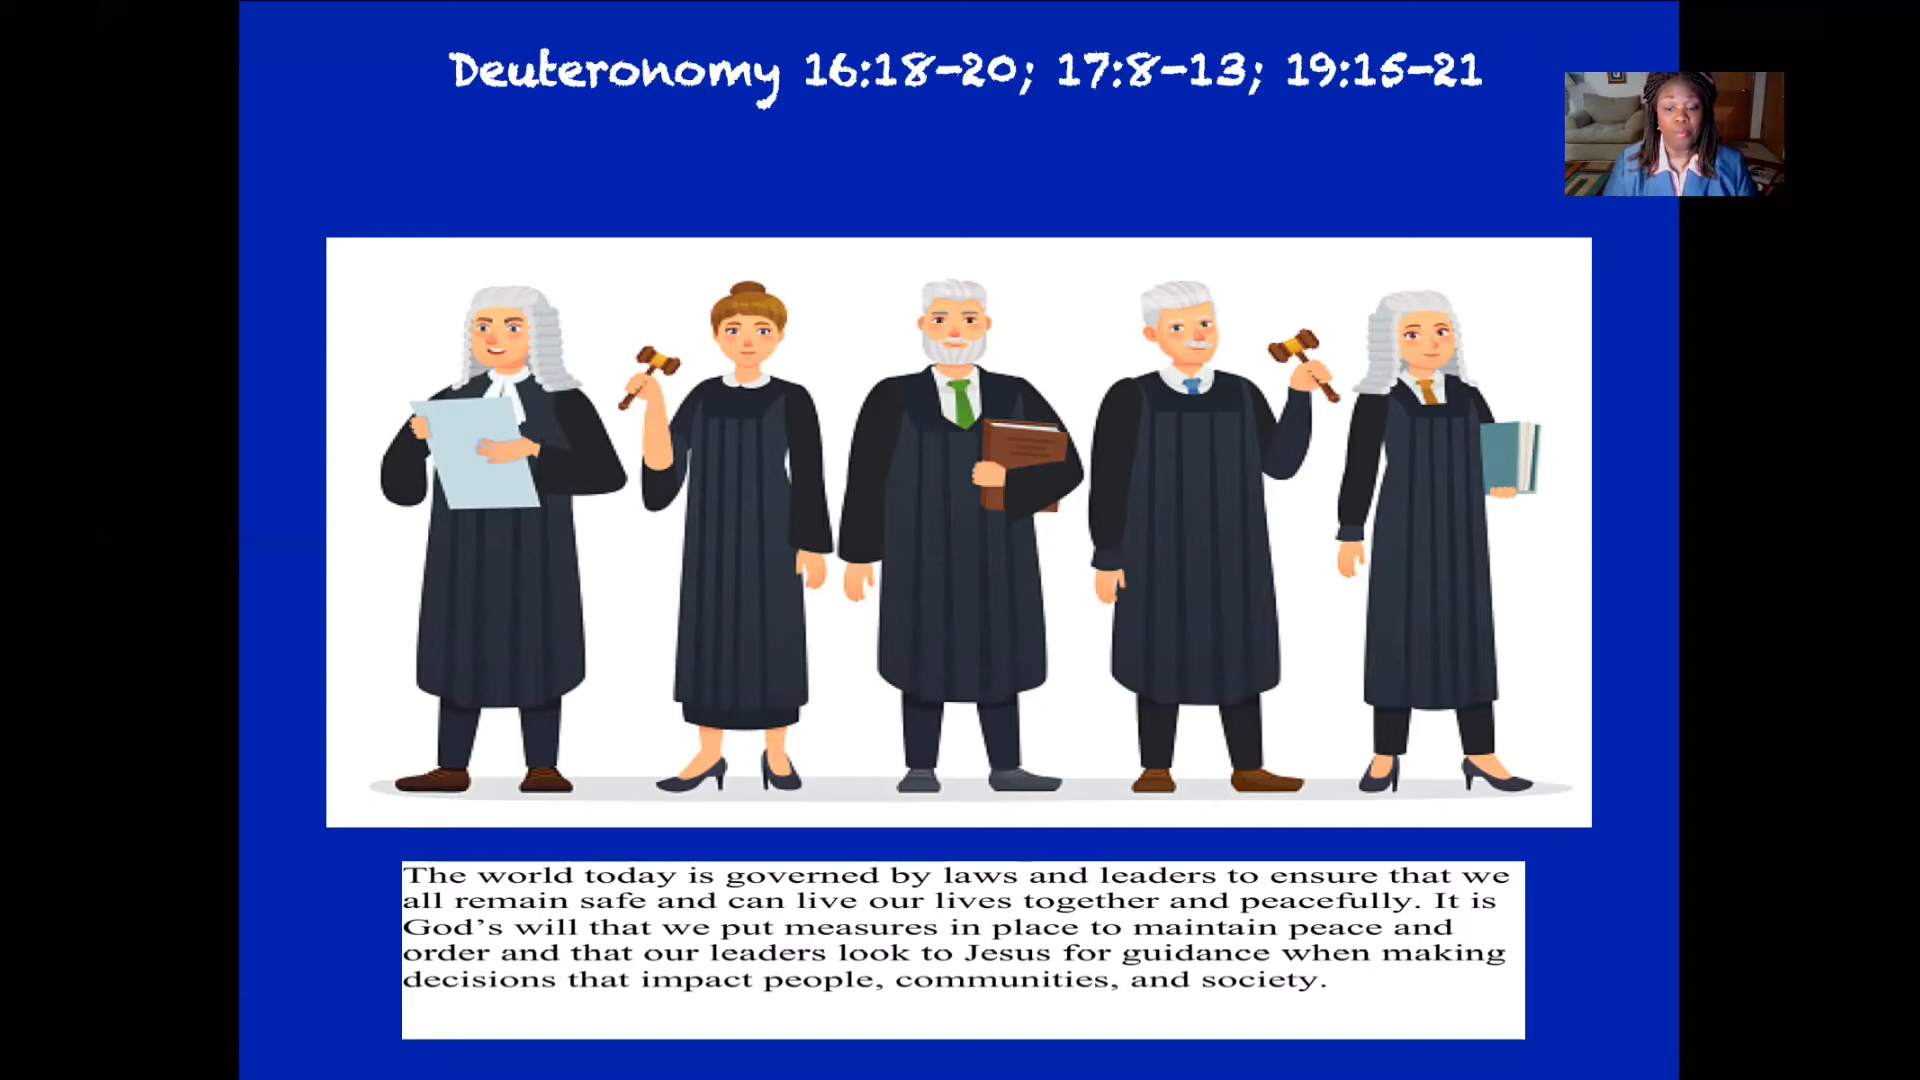 Deuteronomy 16:18-20; 17:8-13; 19:15-21
The world today is governed by laws and leaders to ensure that we
all remain safe and can live our lives together and peacefully. It is
God's will that we put measures in place to maintain peace and
order and that our leaders look to Jesus for guidance when making
decisions that impact people, communities, and society.